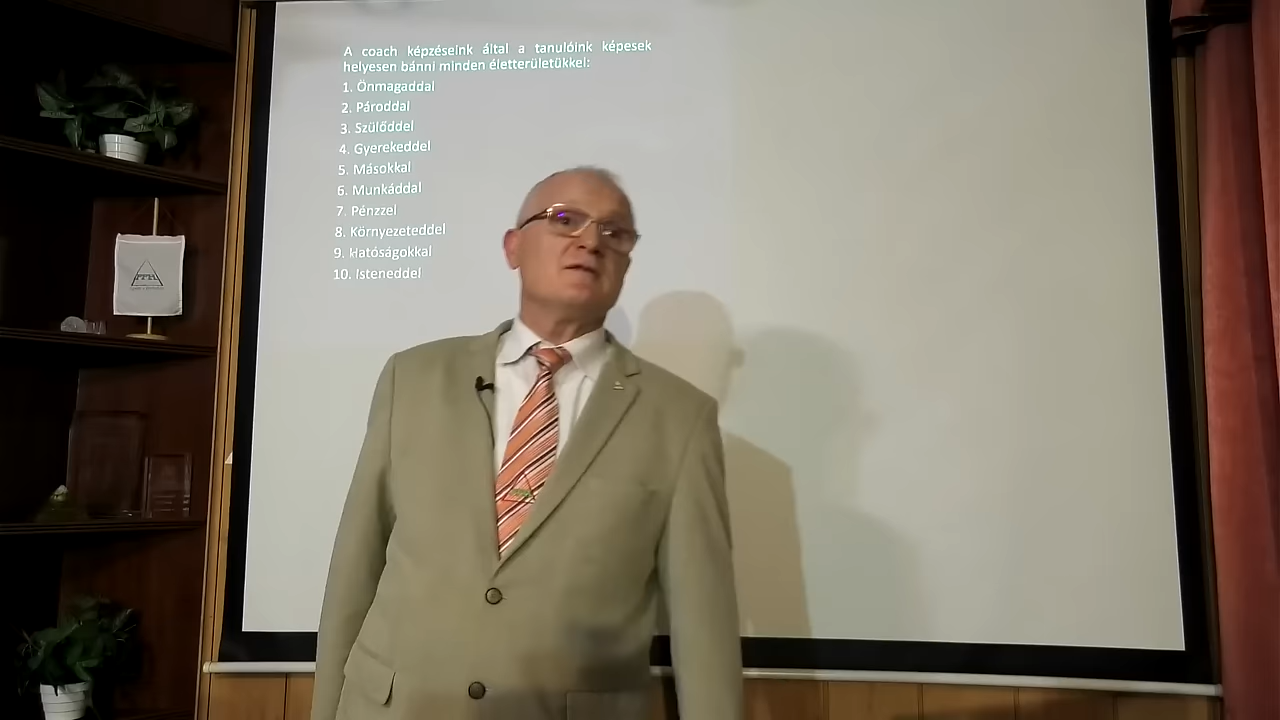 A coach képzéseink által a tanulóink képesek
helyesen bánni minden életterületükkel:
1. Önmagaddal
2. Pároddal
3. Szülőddel
4. Gyerekeddel
5. Másokkal
6. Munkáddal
7. Pénzzel
8. Környezeteddel
9. Hatóságokkal
10. Isteneddel